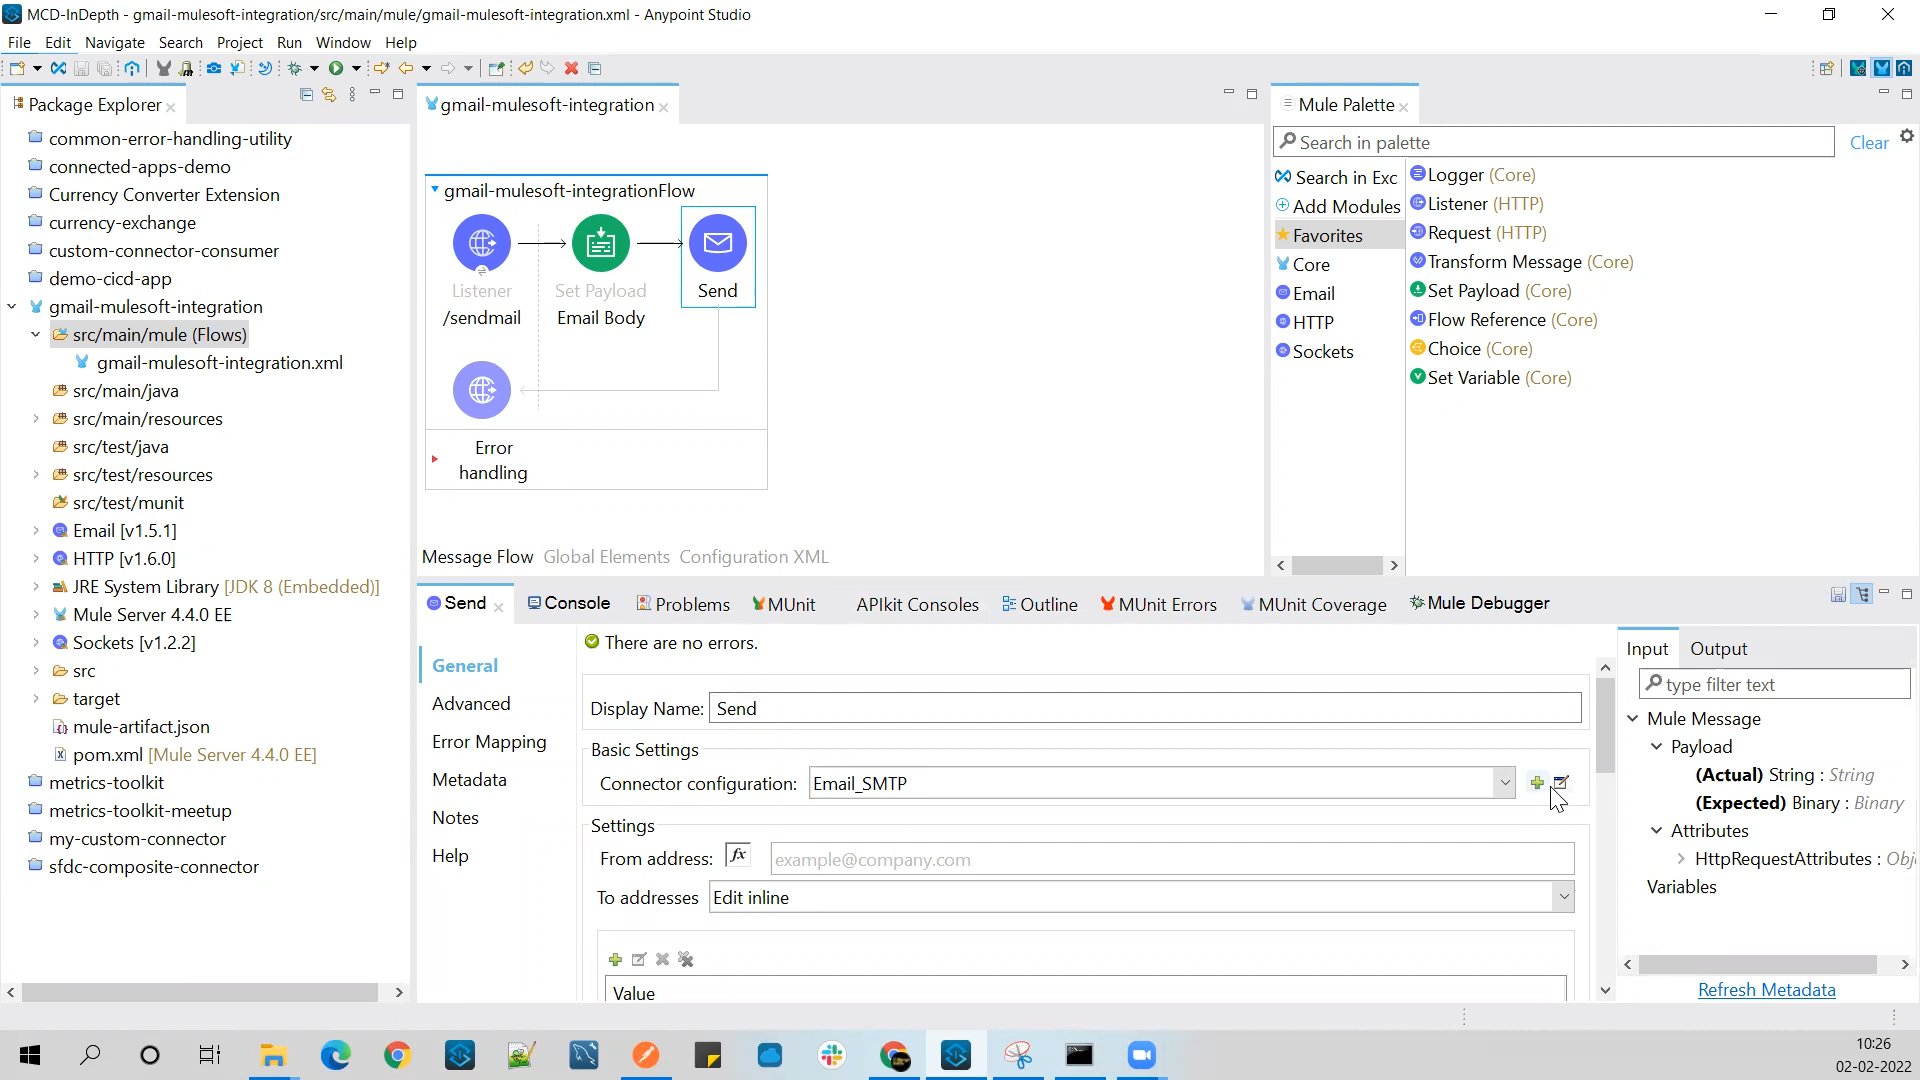 MCD-InDepth - gmail-mulesoft-integration/src/main/mule/gmail-mulesoft-integration.xml - Anypoint Studio
File Edit Navigate Search Project Run Window Help
Package Explorer
common-error-handling-utility
connected-apps-demo
Currency Converter Extension
currency-exchange
custom-connector-consumer
demo-cicd-app
gmail-mulesoft-integration
src/main/mule (Flows)
gmail-mulesoft-integration.xml
src/main/java
src/main/resources
src/test/java
src/test/resources
src/test/munit
Email [v1.5.1]
HTTP [v1.6.0]
JRE System Library [JDK 8 (Embedded)]
Mule Server 4.4.0 EE
Sockets [v1.2.2]
src
target
mule-artifact.json
pom.xml [Mule Server 4.4.0 EE]
metrics-toolkit
metrics-toolkit-meetup
my-custom-connector
sfdc-composite-connector
gmail-mulesoft-integration
gmail-mulesoft-integrationFlow
Listener
/sendmail
Set Payload
Email Body
Send
Error
handling
Message Flow Global Elements Configuration XML
Mule Palette
Search in palette
Clear
Search in Exc
Add Modules
Favorites
Core
Email
HTTP
Sockets
Logger (Core)
Listener (HTTP)
Request (HTTP)
Transform Message (Core)
Set Payload (Core)
Flow Reference (Core)
Choice (Core)
Set Variable (Core)
Send Console Problems MUnit APIkit Consoles Outline MUnit Errors MUnit Coverage Mule Debugger
General
Advanced
Error Mapping
Metadata
Notes
Help
There are no errors.
Display Name: Send
Basic Settings
Connector configuration: Email_SMTP
Settings
From address: fx example@company.com
To addresses Edit inline
Value
Input Output
type filter text
Mule Message
Payload
(Actual) String : String
(Expected) Binary : Binary
Attributes
HttpRequestAttributes : Obj
Variables
Refresh Metadata
10:26
02-02-2022